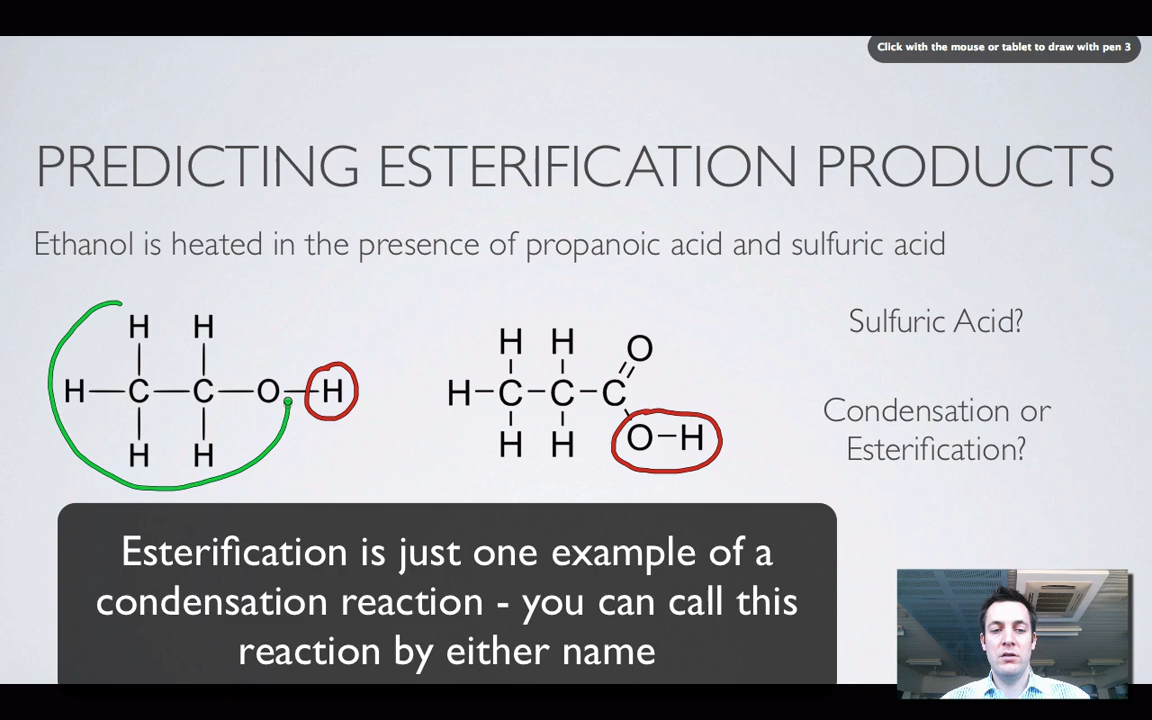 Click with the mouse or tablet to draw with pen 3
PREDICTING ESTERIFICATION PRODUCTS
Ethanol is heated in the presence of propanoic acid and sulfuric acid
H H
H—C—C—O—H
H H
H H O
H–C–C–C
O–H
H H
Sulfuric Acid?
Condensation or
Esterification?
Esterification is just one example of a
condensation reaction - you can call this
reaction by either name